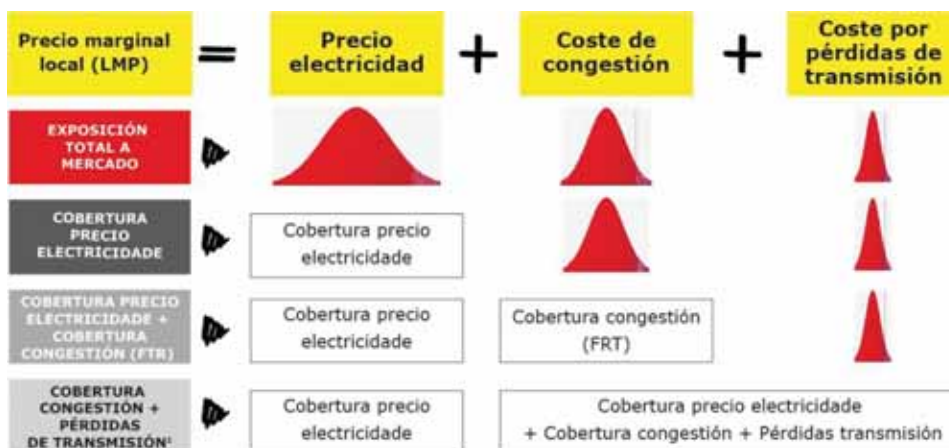 Precio marginal
local (LMP)
=
Precio
electricidad
+
Coste de
congestión
+
Coste por
pérdidas de
transmisión
EXPOSICIÓN
TOTAL A
MERCADO
COBERTURA
PRECIO
ELECTRICIDADE
Cobertura precio
electricidade
COBERTURA PRECIO
ELECTRICIDADE +
COBERTURA
CONGESTIÓN (FTR)
Cobertura precio
electricidade
Cobertura congestión
(FRT)
COBERTURA
CONGESTIÓN +
PÉRDIDAS
DE TRANSMISIÓN¹
Cobertura precio
electricidade
Cobertura precio electricidade
+ Cobertura congestión + Pérdidas transmisión